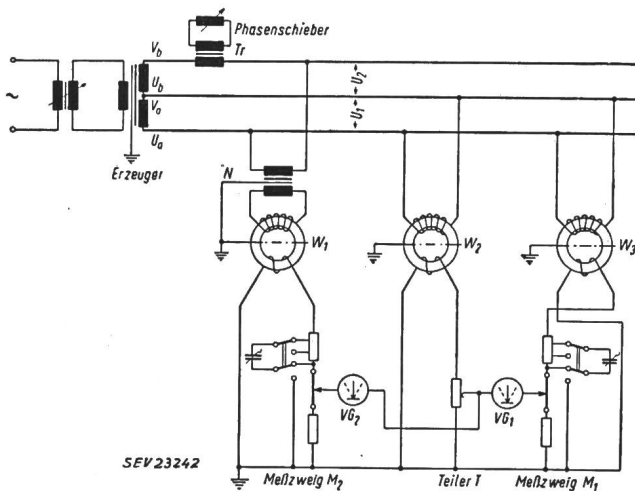 Phasenschieber
V_b
Tr
U_2
U_b
V_a
U_1
~
U_a
Erzeuger
N
W_1
W_2
W_3
VG_2
VG_1
SEV23242
Meßzweig M_2
Teiler T
Meßzweig M_1